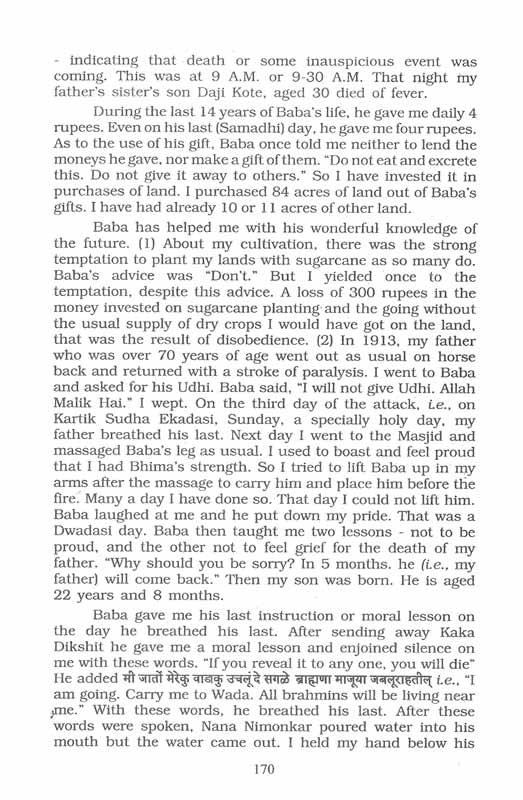 - indicating that death or some inauspicious event was
coming. This was at 9 A.M. or 9-30 A.M. That night my
father's sister's son Daji Kote, aged 30 died of fever.
During the last 14 years of Baba's life, he gave me daily 4
rupees. Even on his last (Samadhi) day, he gave me four rupees.
As to the use of his gift, Baba once told me neither to lend the
moneys he gave, nor make a gift of them. "Do not eat and excrete
this. Do not give it away to others." So I have invested it in
purchases of land. I purchased 84 acres of land out of Baba's
gifts. I have had already 10 or 11 acres of other land.
Baba has helped me with his wonderful knowledge of
the future. (1) About my cultivation, there was the strong
temptation to plant my lands with sugarcane as so many do.
Baba's advice was "Don't." But I yielded once to the
temptation, despite this advice. A loss of 300 rupees in the
money invested on sugarcane planting and the going without
the usual supply of dry crops I would have got on the land,
that was the result of disobedience. (2) In 1913, my father
who was over 70 years of age went out as usual on horse
back and returned with a stroke of paralysis. I went to Baba
and asked for his Udhi. Baba said, "I will not give Udhi. Allah
Malik Hai." I wept. On the third day of the attack, i.e., on
Kartik Sudha Ekadasi, Sunday, a specially holy day, my
father breathed his last. Next day I went to the Masjid and
massaged Baba's leg as usual. I used to boast and feel proud
that I had Bhima's strength. So I tried to lift Baba up in my
arms after the massage to carry him and place him before the
fire. Many a day I have done so. That day I could not lift him.
Baba laughed at me and he put down my pride. That was a
Dwadasi day. Baba then taught me two lessons - not to be
proud, and the other not to feel grief for the death of my
father. "Why should you be sorry? In 5 months. he (i.e., my
father) will come back." Then my son was born. He is aged
22 years and 8 months.
Baba gave me his last instruction or moral lesson on
the day he breathed his last. After sending away Kaka
Dikshit he gave me a moral lesson and enjoined silence on
me with these words. "If you reveal it to any one, you will die"
He added मी जातों मेरेकु वाद्यकु उचलूं दे सगळे ब्राह्मणा माजूया जबलूराहतील् i.e., "I
am going. Carry me to Wada. All brahmins will be living near
me." With these words, he breathed his last. After these
words were spoken, Nana Nimonkar poured water into his
mouth but the water came out. I held my hand below his
170